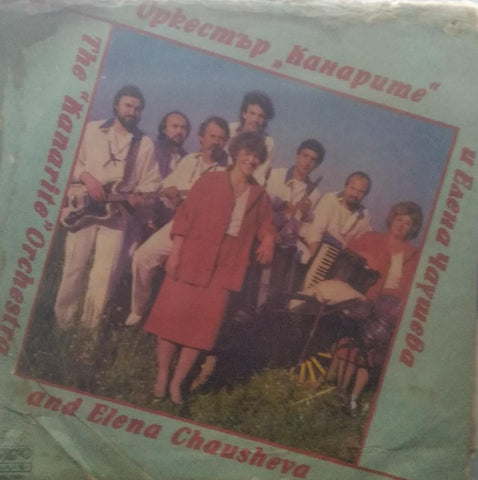 Оркестър „Канарите“
и Елена Чаушева
The "Kanarite" Orchestra
and Elena Chausheva